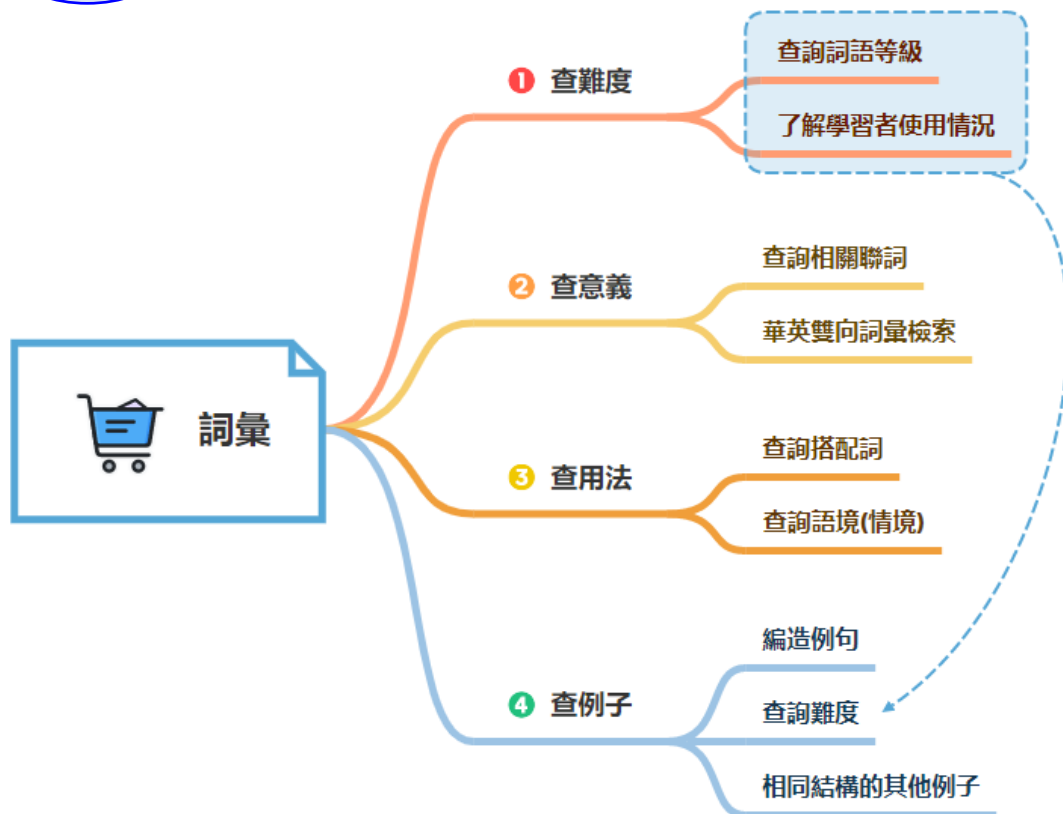 詞彙
❶ 查難度
查詢詞語等級
了解學習者使用情況
❷ 查意義
查詢相關聯詞
華英雙向詞彙檢索
❸ 查用法
查詢搭配詞
查詢語境(情境)
❹ 查例子
編造例句
查詢難度
相同結構的其他例子